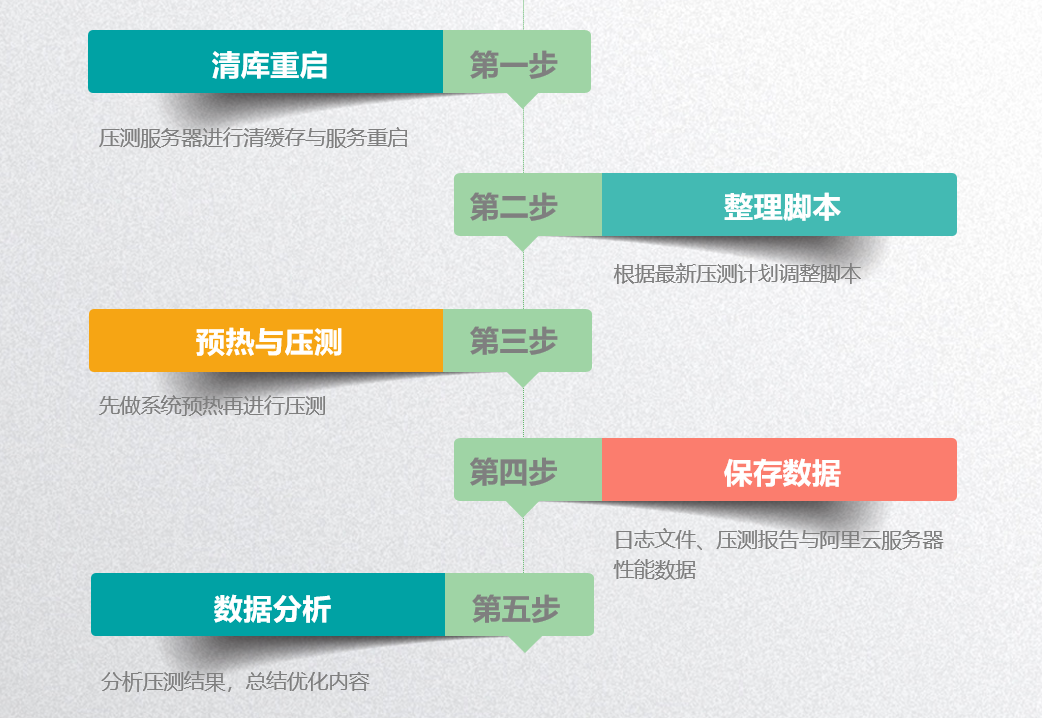 清库重启 第一步
压测服务器进行清缓存与服务重启
第二步 整理脚本
根据最新压测计划调整脚本
预热与压测 第三步
先做系统预热再进行压测
第四步 保存数据
日志文件、压测报告与阿里云服务器
性能数据
数据分析 第五步
分析压测结果，总结优化内容